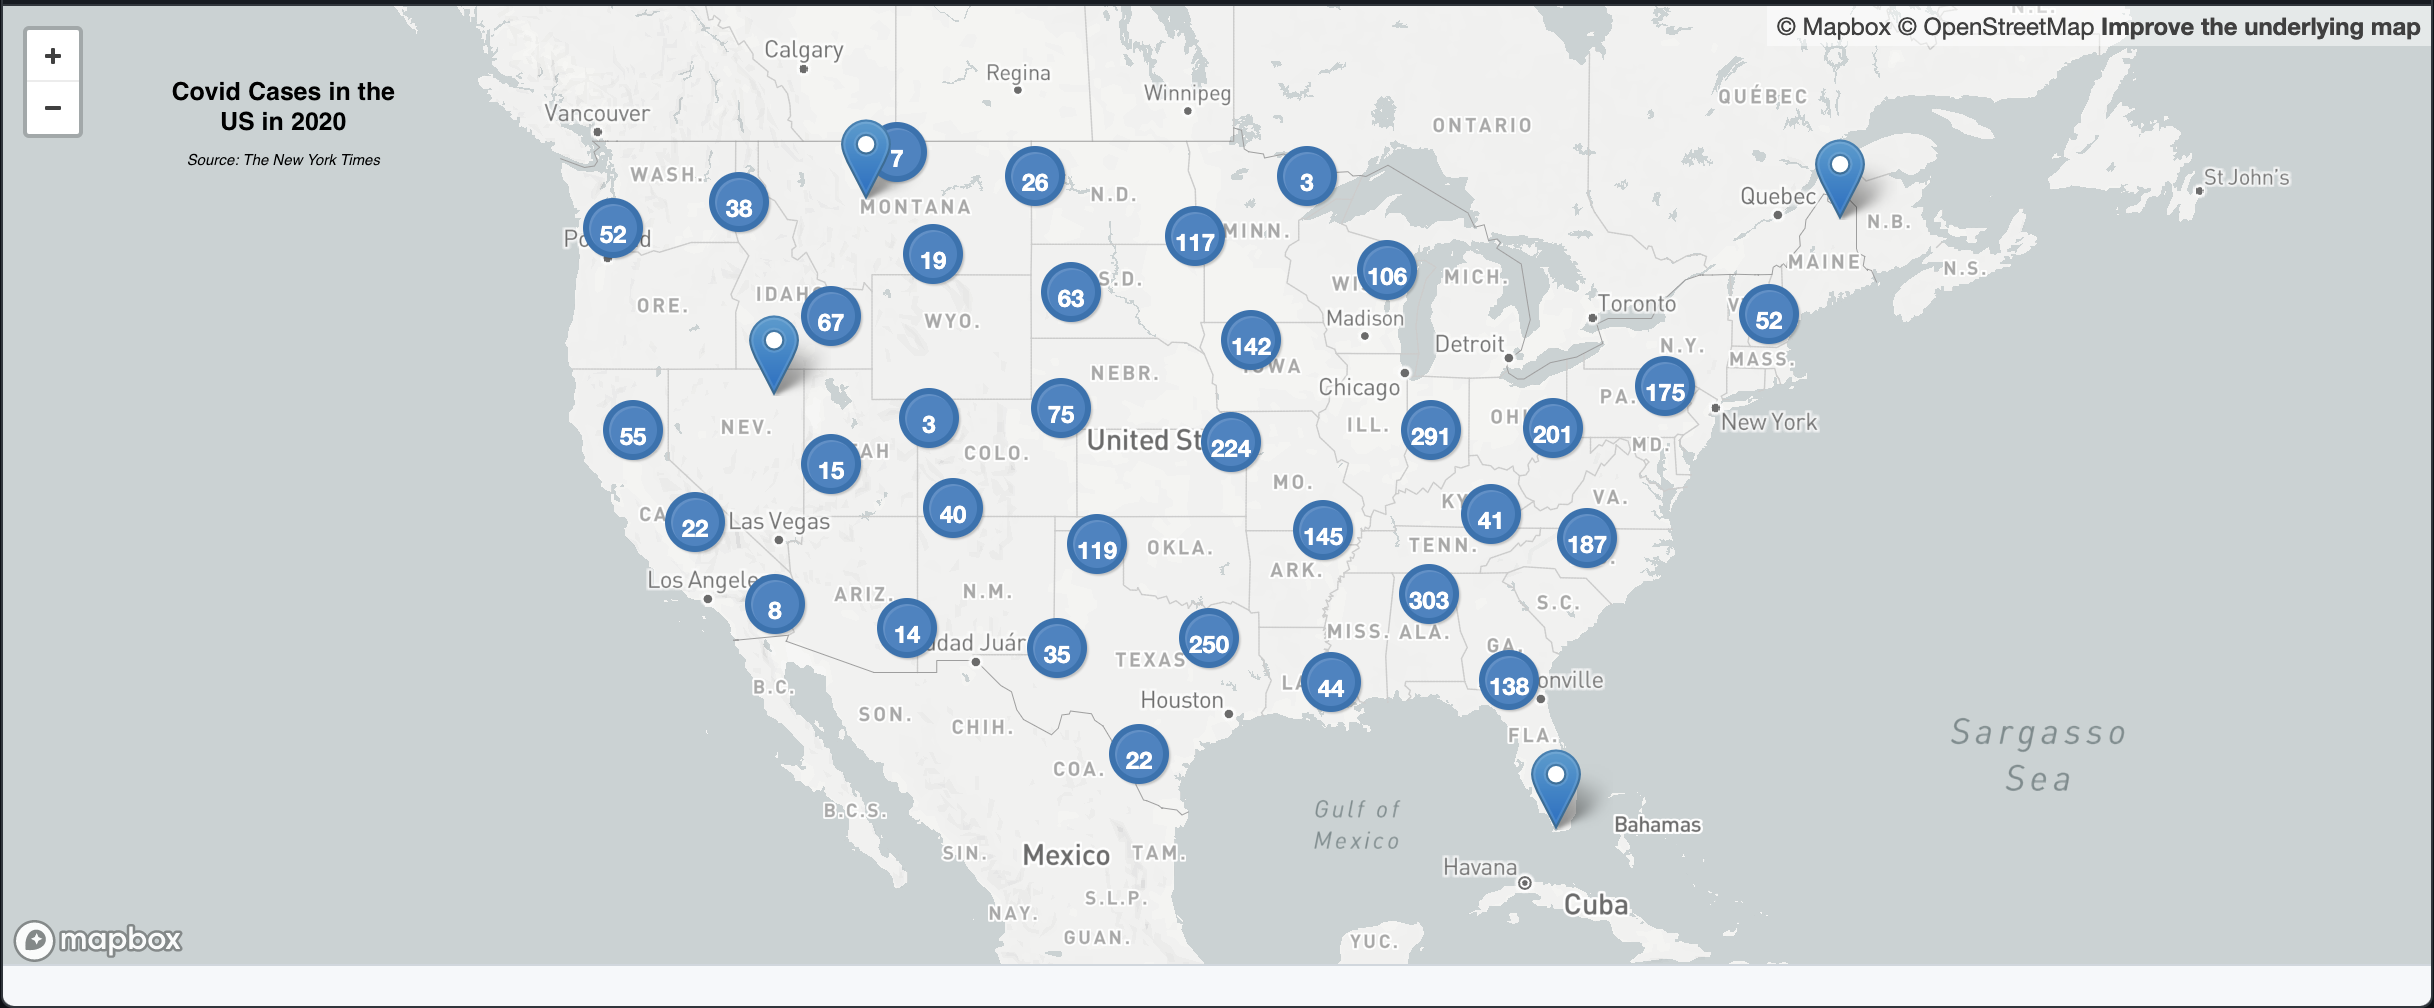 © Mapbox © OpenStreetMap Improve the underlying map
+
−
Covid Cases in the
US in 2020
Source: The New York Times
Calgary
Regina
Winnipeg
Vancouver
ONTARIO
QUÉBEC
WASH.
7
MONTANA
26
N.D.
3
Quebec
St John's
N.B.
38
52
19
117
MINN.
106
MICH.
MAINE
N.S.
ORE.
IDAHO
67
WYO.
63
S.D.
Madison
Toronto
52
142
IOWA
Detroit
N.Y.
MASS.
NEBR.
Chicago
PA.
175
New York
55
NEV.
3
75
United St
224
ILL.
291
OH
201
MD.
15
AH
COLO.
MO.
KY
41
VA.
CA
22
Las Vegas
40
119
OKLA.
145
TENN.
187
ARK.
Los Angele
8
ARIZ.
14
N.M.
303
S.C.
dad Juár
35
TEXAS
250
MISS.
ALA.
GA.
B.C.
SON.
CHIH.
Houston
LA
44
138
onville
FLA.
COA.
22
Sargasso
Sea
B.C.S.
Gulf of
Mexico
Bahamas
SIN.
Mexico
TAM.
Havana
Cuba
NAY.
S.L.P.
GUAN.
YUC.
mapbox